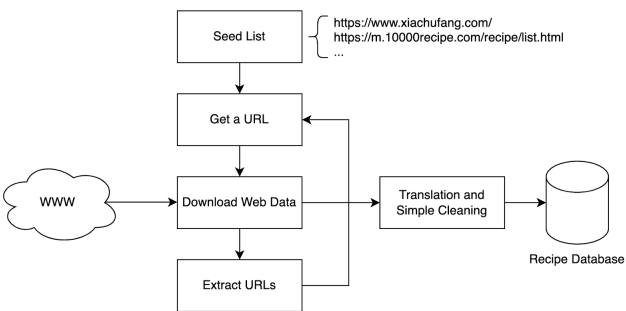 Seed List
https://www.xiachufang.com/
https://m.10000recipe.com/recipe/list.html
...
Get a URL
WWW
Download Web Data
Translation and
Simple Cleaning
Recipe Database
Extract URLs